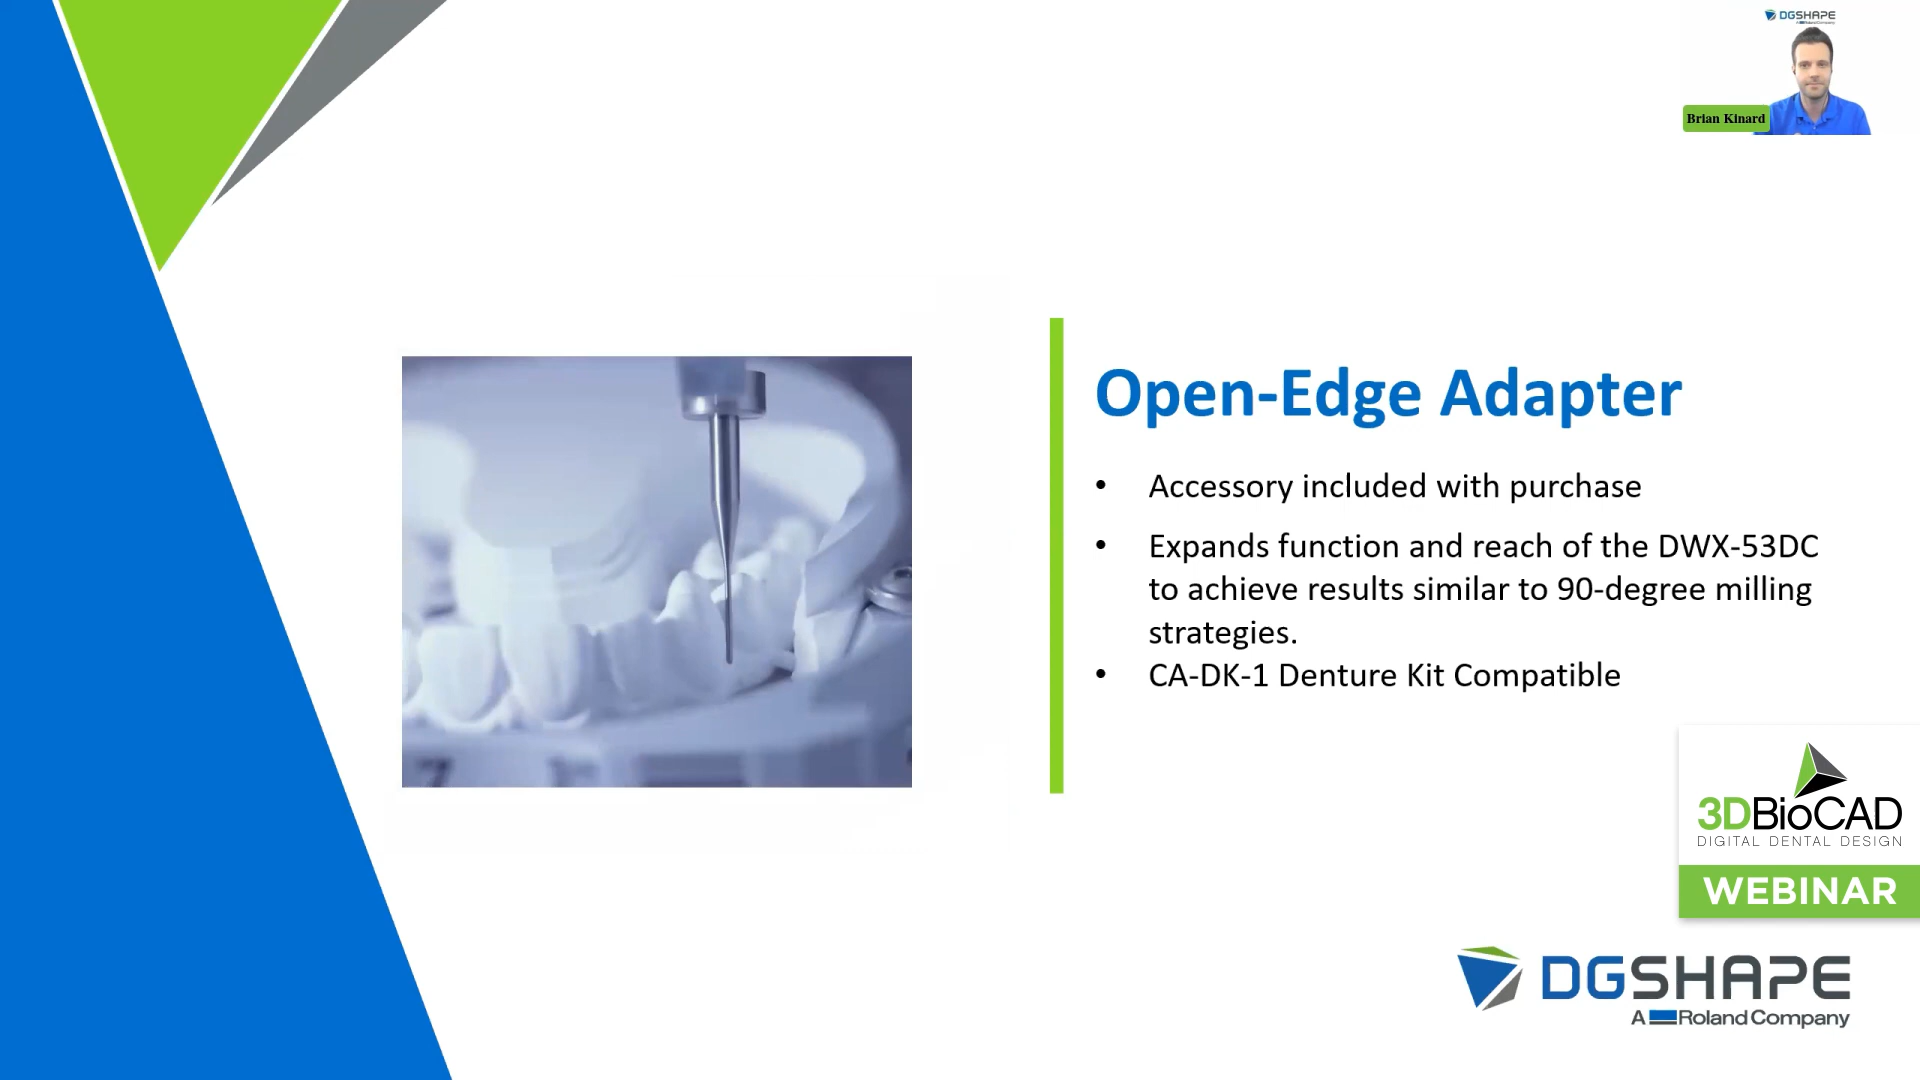 DGSHAPE
Brian Kinard
Open-Edge Adapter
• Accessory included with purchase
• Expands function and reach of the DWX-53DC
to achieve results similar to 90-degree milling
strategies.
• CA-DK-1 Denture Kit Compatible
3DBioCAD
DIGITAL DENTAL DESIGN
WEBINAR
DGSHAPE
A Roland Company